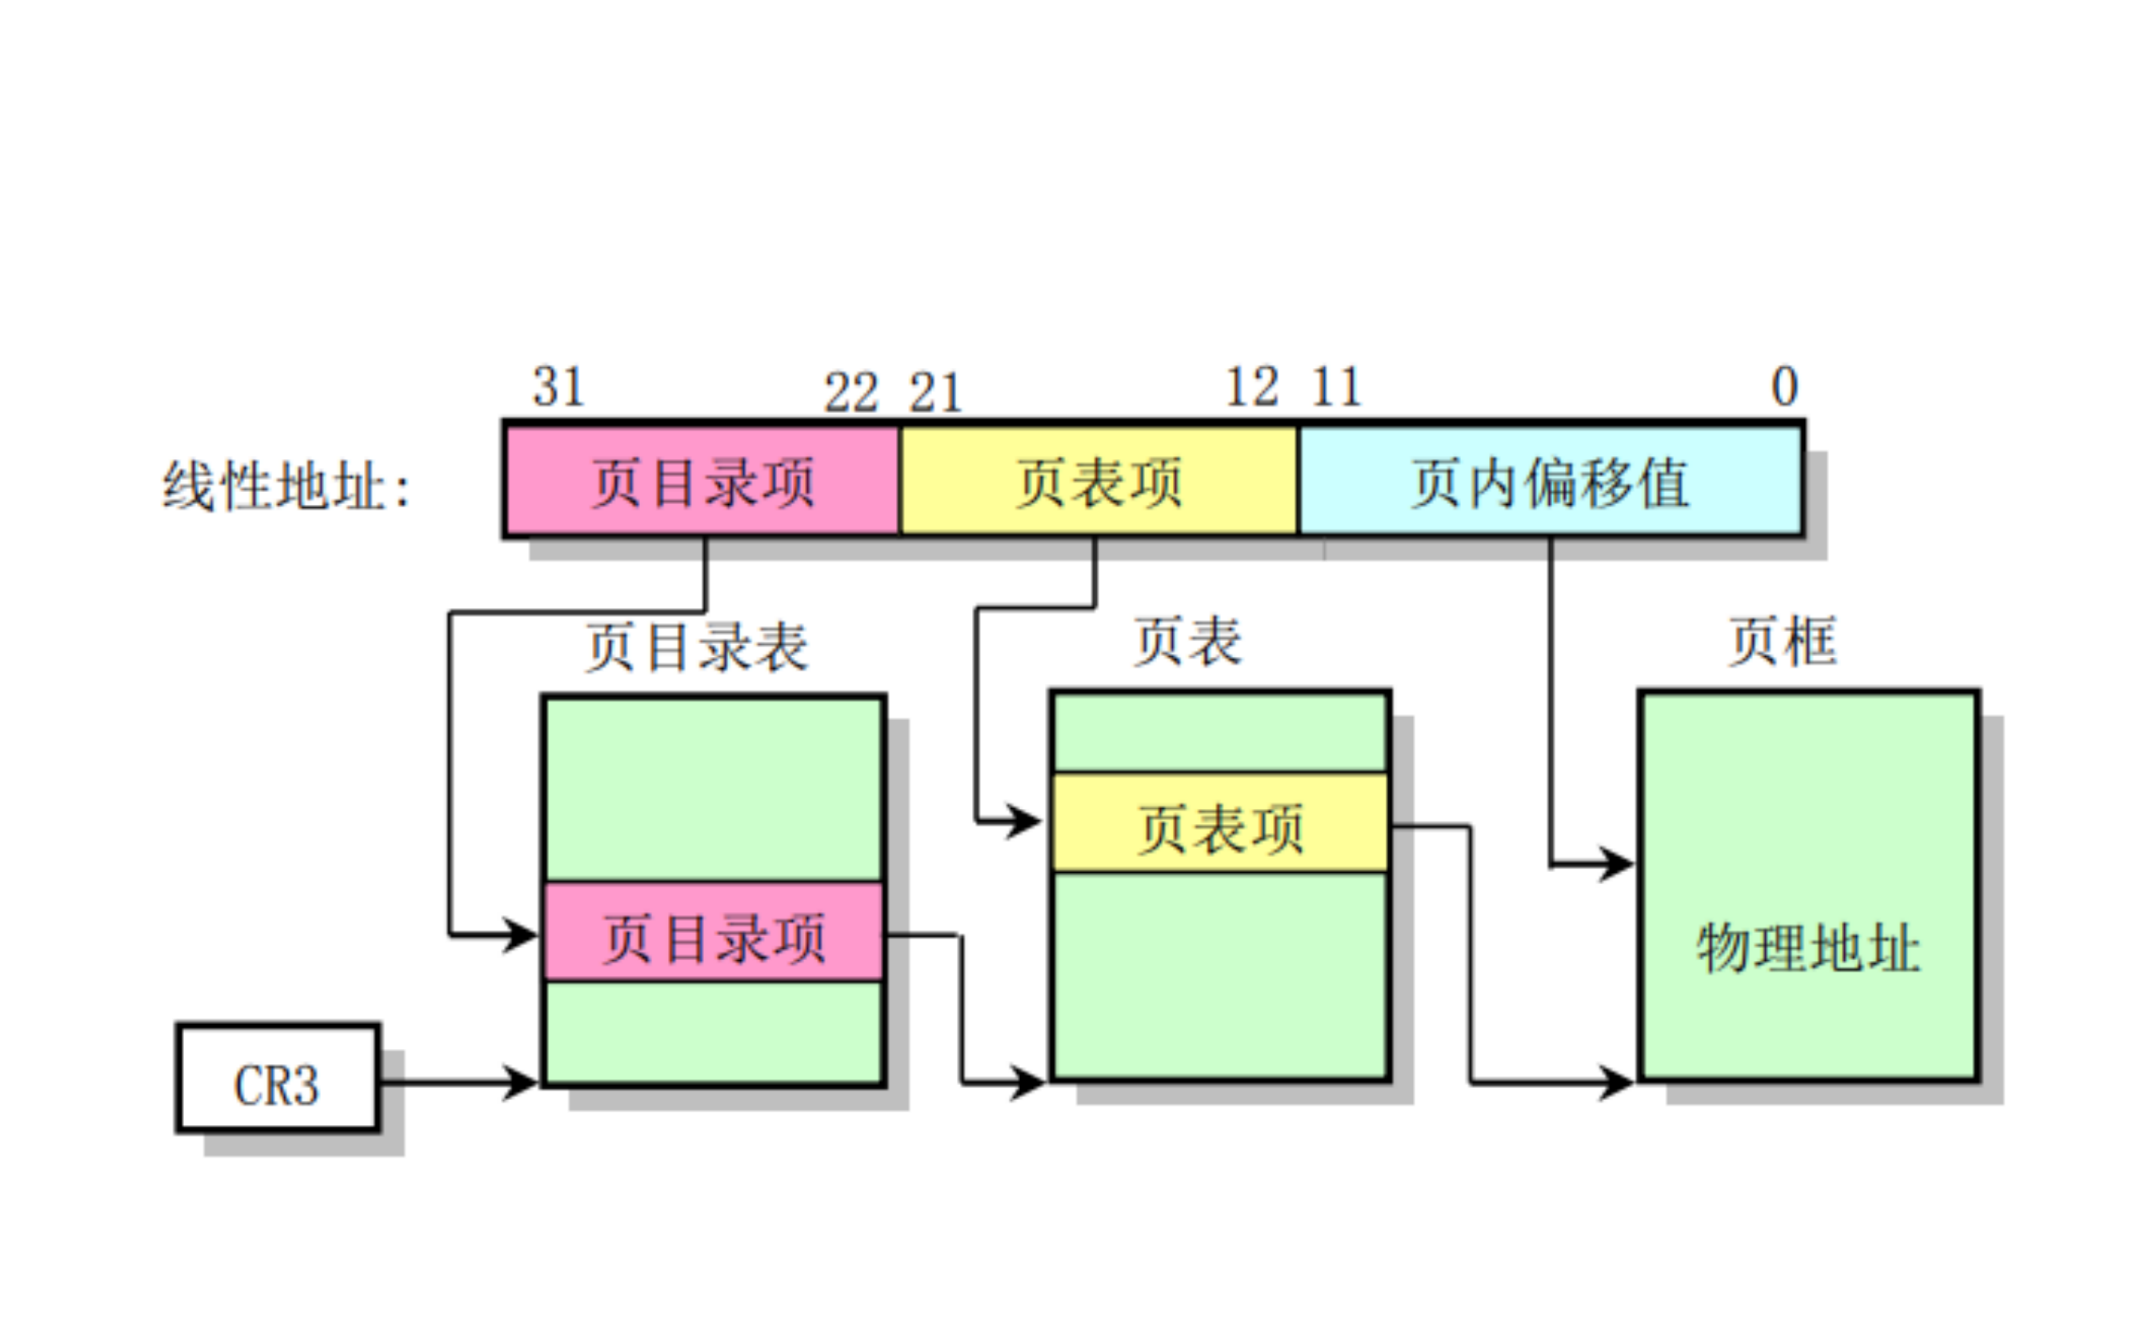 31 22 21 12 11 0
线性地址: 页目录项 页表项 页内偏移值
页目录表 页表 页框
页表项
页目录项 物理地址
CR3